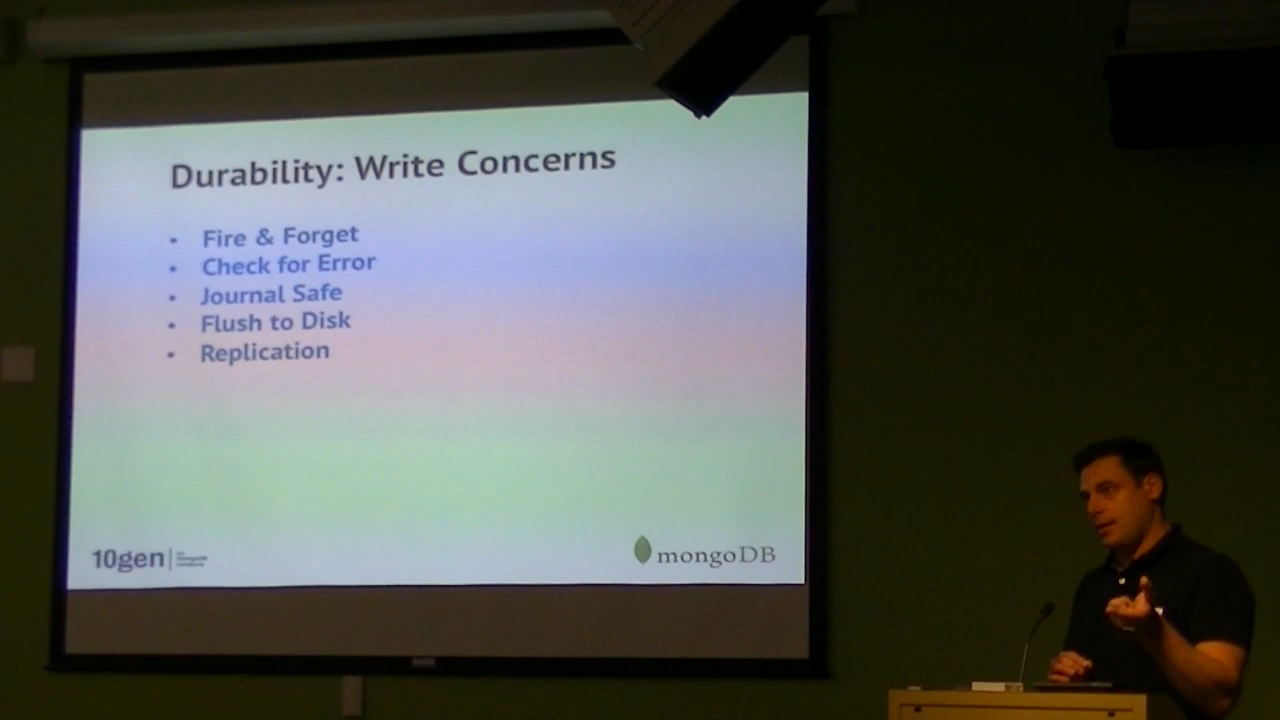 Durability: Write Concerns
• Fire & Forget
• Check for Error
• Journal Safe
• Flush to Disk
• Replication
10gen
mongoDB